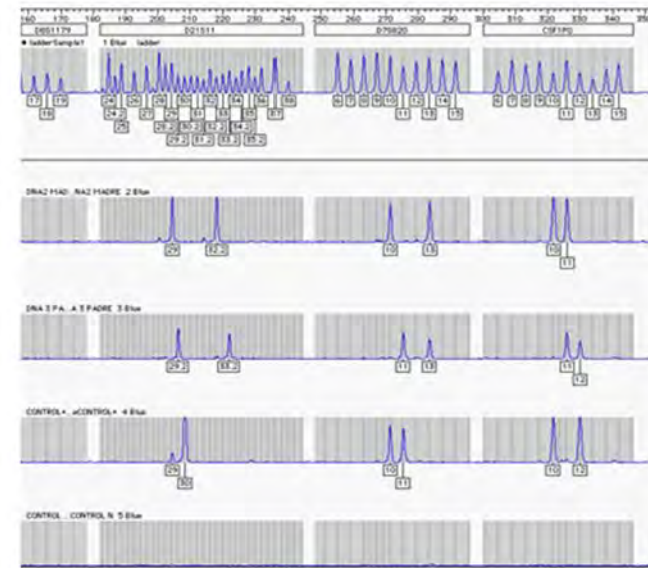 160 170 180 190 200 210 220 230 240 250 260 270 280 290 300 310 320 330 340
D8S1179 D21S11 D7S820 CSF1PO
1 Blue ladder
17 19 24 26 28 30 32 34 36 38 6 7 8 9 10 12 14 6 7 8 9 10 12 14
18 24.2 27 29 31 33 35 37 11 13 15 11 13 15
25 28.2 30.2 32.2 34.2
29.2 31.2 33.2 35.2
DNA2 MAD...NA2 MADRE 2 Blue
29 32.2 10 13 10
11
DNA 3 PA...A 3 PADRE 3 Blue
29.2 33.2 11 13 11
12
CONTROL+...aCONTROL+ 4 Blue
29 10 10 12
30 11
CONTROL...CONTROL N 5 Blue